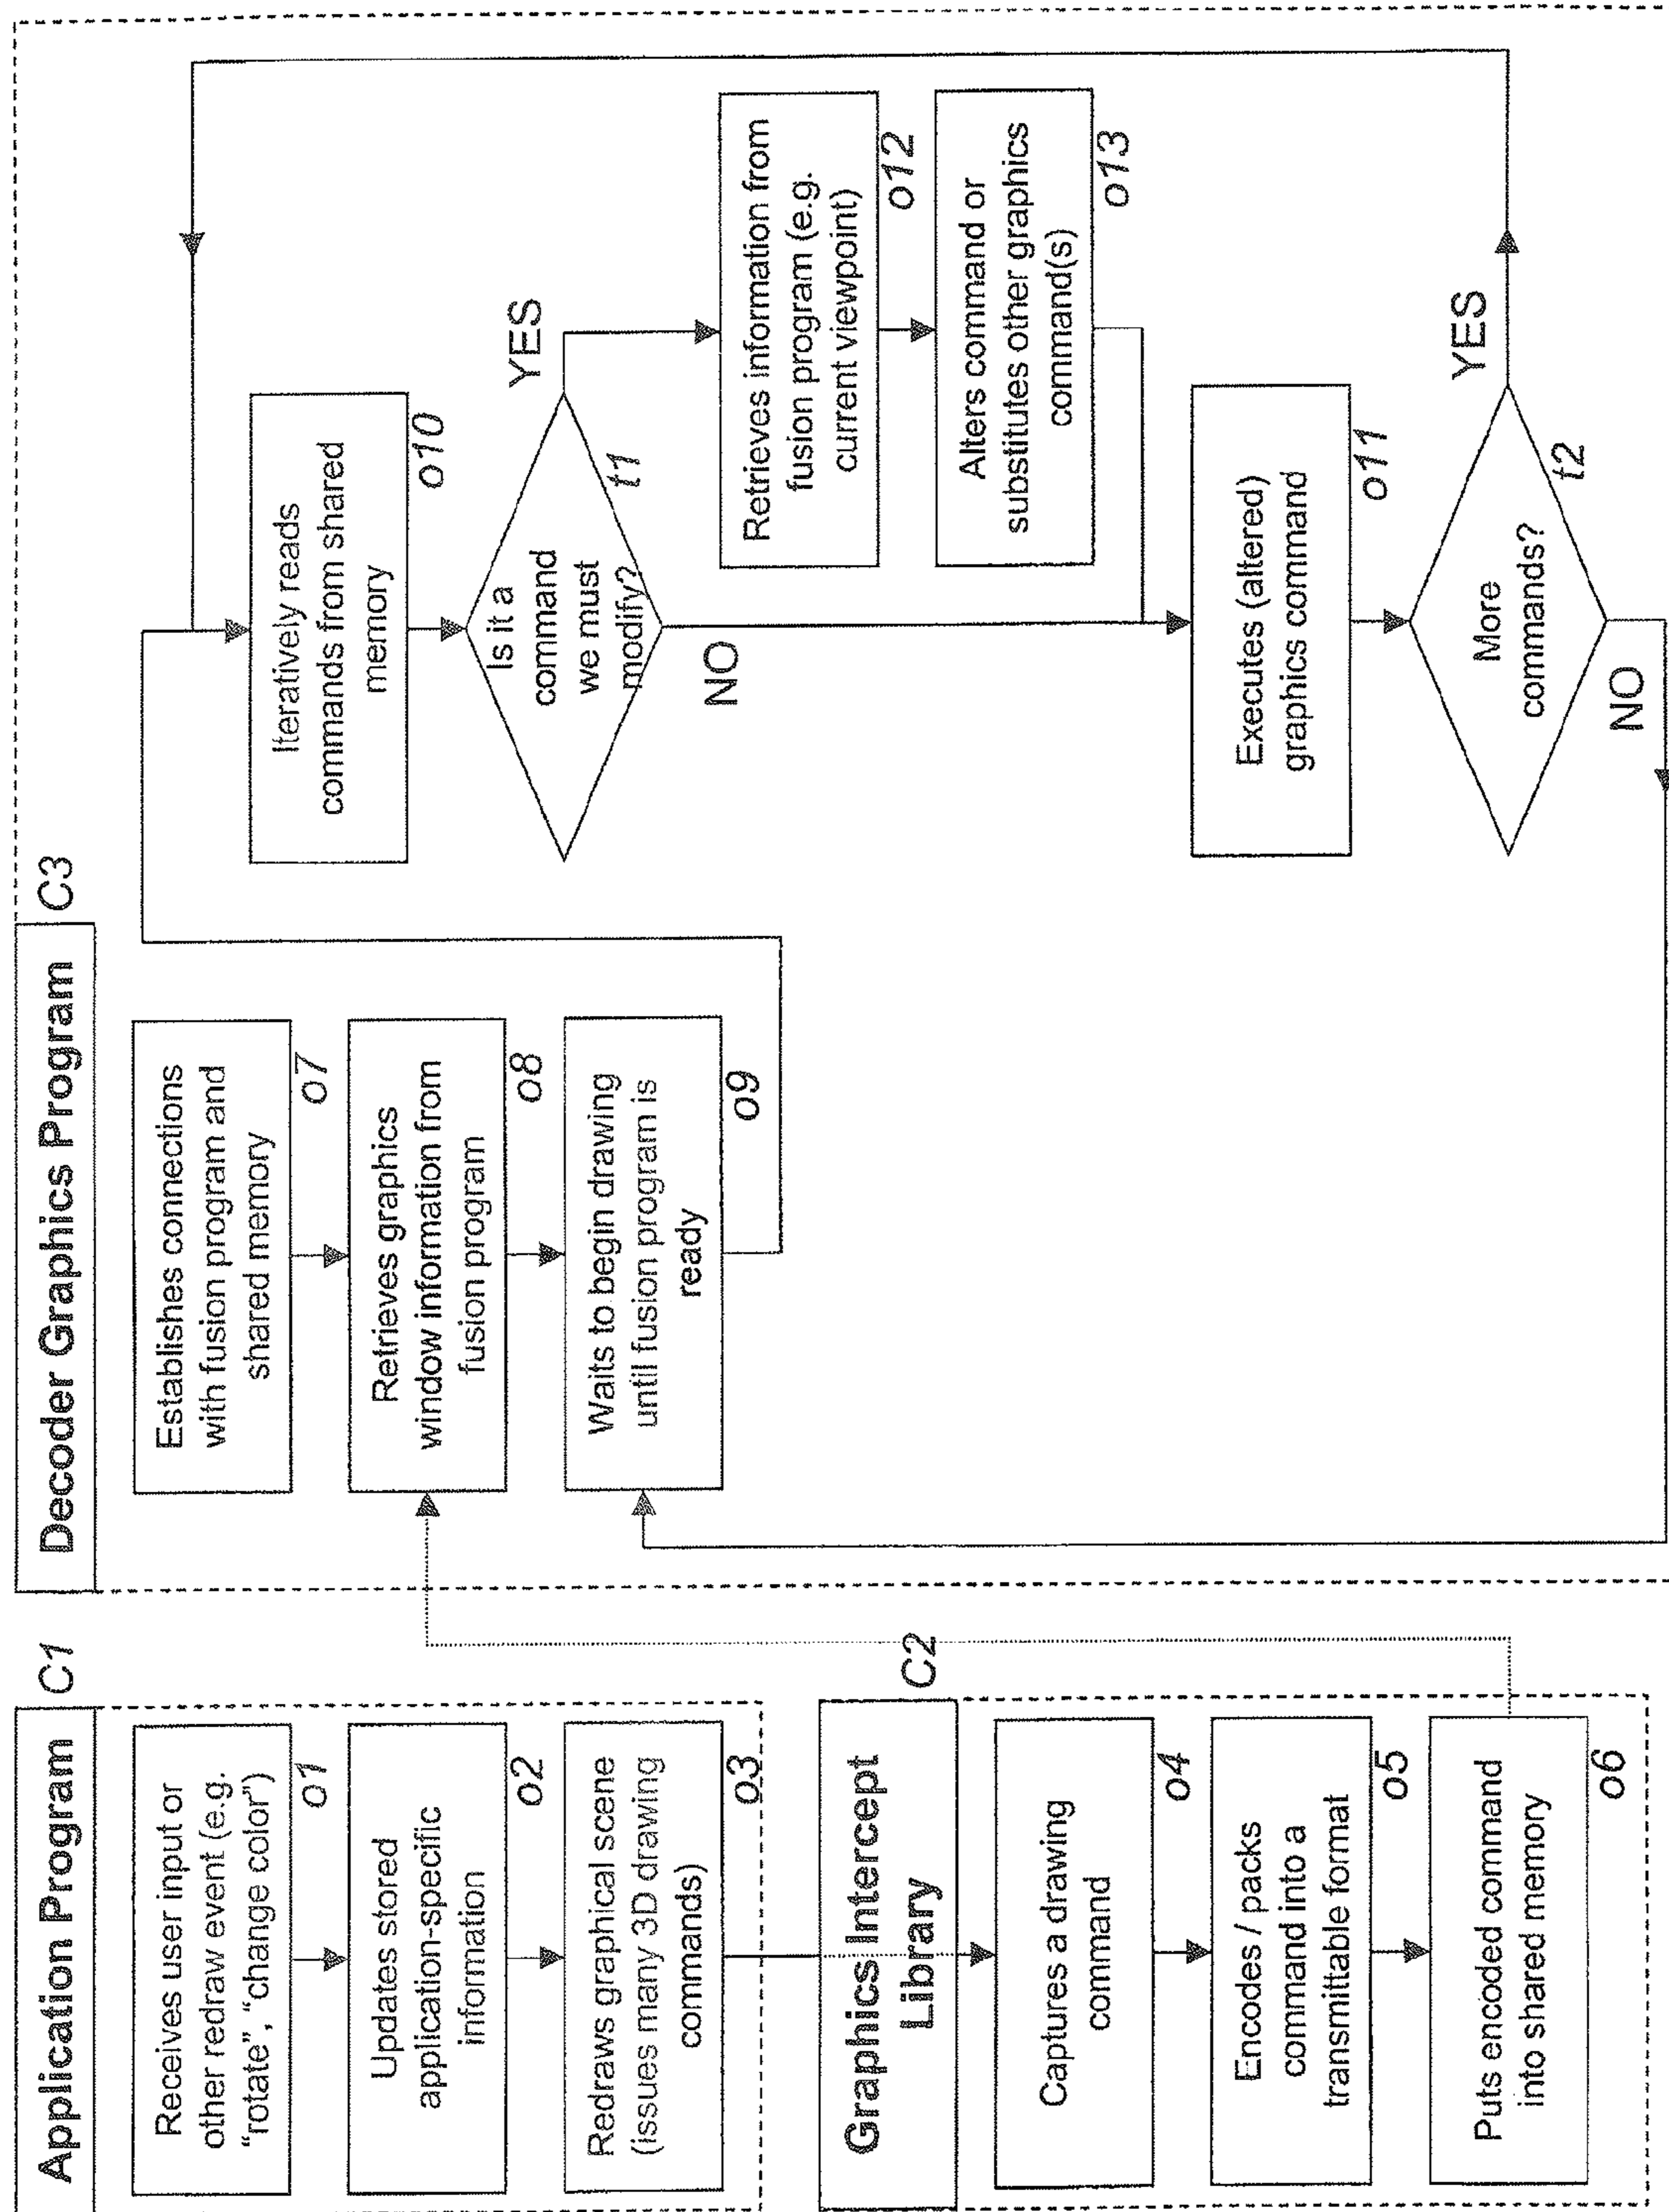 Application Program
C1
Receives user input or
other redraw event (e.g.
“rotate”, “change color”)
o1
Updates stored
application-specific
information
o2
Redraws graphical scene
(issues many 3D drawing
commands)
o3
Graphics Intercept
Library
C2
Captures a drawing
command
o4
Encodes / packs
command into a
transmittable format
o5
Puts encoded command
into shared memory
o6
Decoder Graphics Program
C3
Establishes connections
with fusion program and
shared memory
o7
Retrieves graphics
window information from
fusion program
o8
Waits to begin drawing
until fusion program is
ready
o9
Iteratively reads
commands from shared
memory
o10
Is it a
command
we must
modify?
t1
YES
NO
Retrieves information from
fusion program (e.g.
current viewpoint)
o12
Alters command or
substitutes other graphics
command(s)
o13
Executes (altered)
graphics command
o11
More
commands?
t2
YES
NO